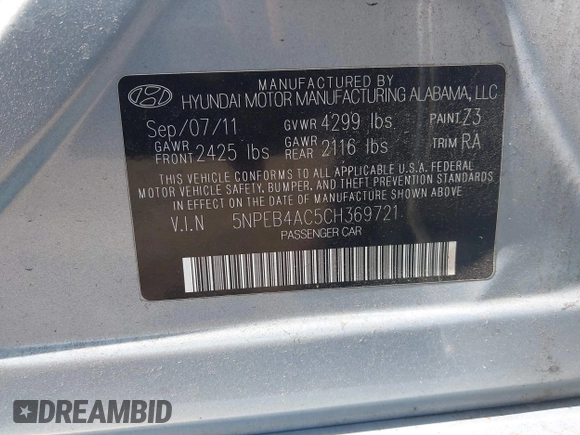 MANUFACTURED BY
HYUNDAI MOTOR MANUFACTURING ALABAMA, LLC
Sep/07/11 GVWR 4299 lbs PAINT Z3
GAWR FRONT 2425 lbs GAWR REAR 2116 lbs TRIM RA
THIS VEHICLE CONFORMS TO ALL APPLICABLE U.S.A. FEDERAL
MOTOR VEHICLE SAFETY, BUMPER, AND THEFT PREVENTION STANDARDS
IN EFFECT ON THE DATE OF MANUFACTURE SHOWN ABOVE.
V.I.N 5NPEB4AC5CH369721
PASSENGER CAR
DREAMBID